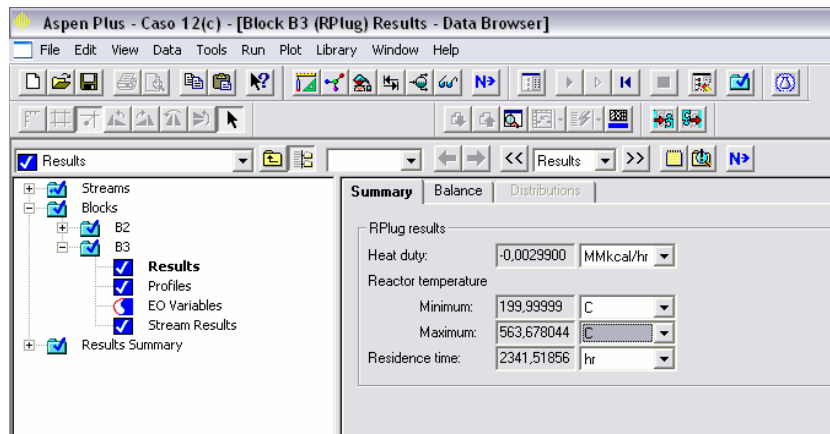 Aspen Plus - Caso 12(c) - [Block B3 (RPlug) Results - Data Browser]
File Edit View Data Tools Run Plot Library Window Help
N>
Results
Results
N>
Streams
Blocks
B2
B3
Results
Profiles
EO Variables
Stream Results
Results Summary
Summary Balance Distributions
RPlug results
Heat duty: -0,0029900 MMkcal/hr
Reactor temperature
Minimum: 199,99999 C
Maximum: 563,678044 C
Residence time: 2341,51856 hr